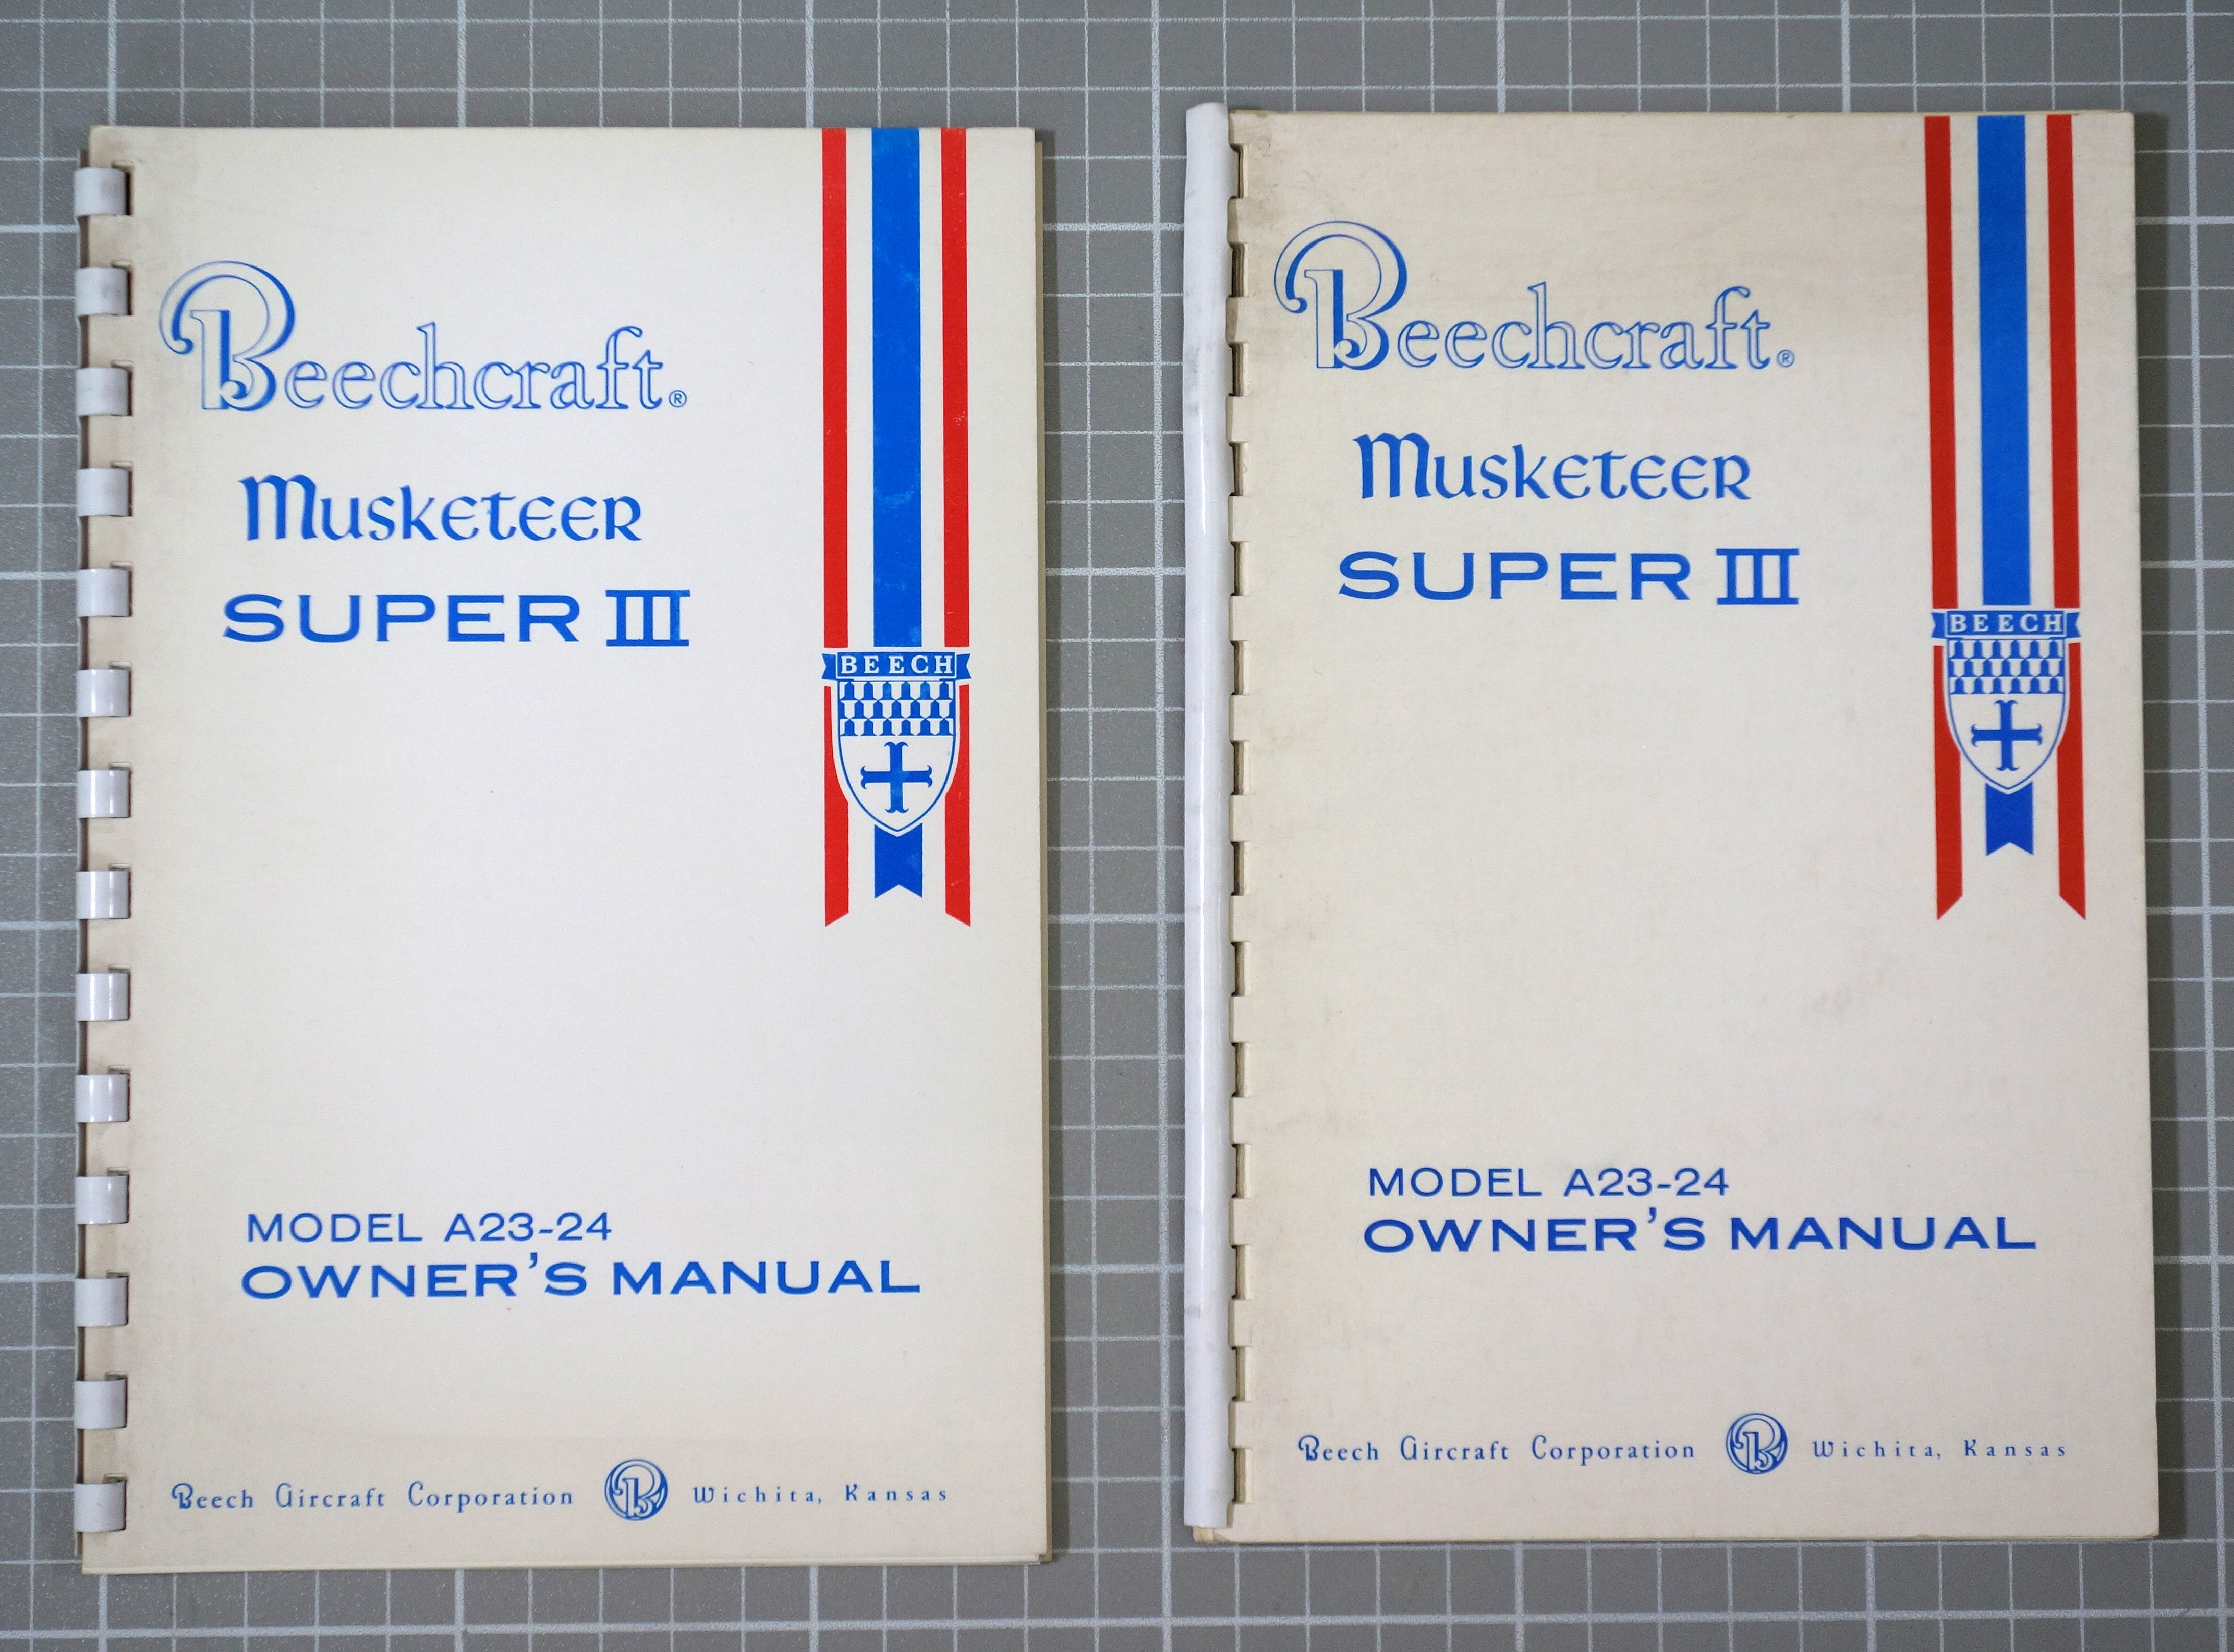 Beechcraft®
Musketeer
SUPER III
BEECH
MODEL A23-24
OWNER'S MANUAL
Beech Aircraft Corporation B Wichita, Kansas
Beechcraft®
Musketeer
SUPER III
BEECH
MODEL A23-24
OWNER'S MANUAL
Beech Aircraft Corporation B Wichita, Kansas